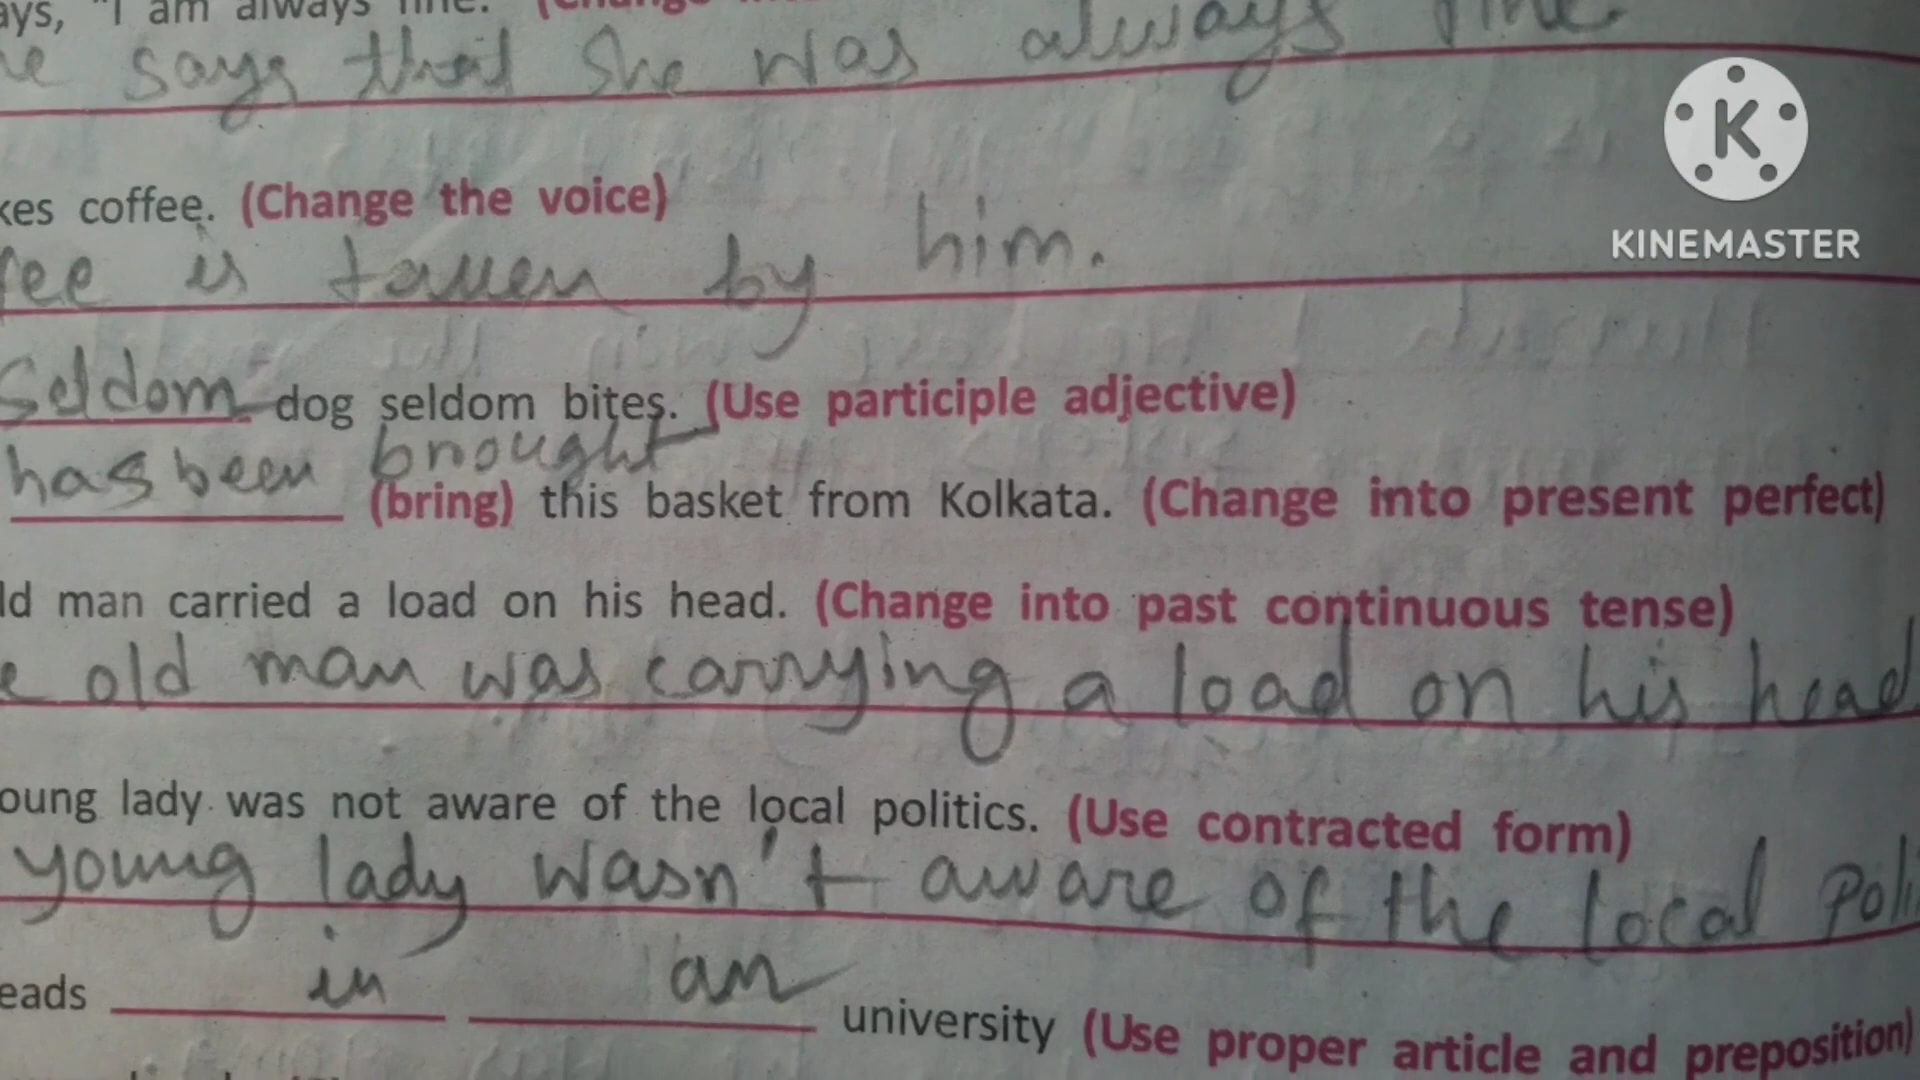 ays, "I am always fine. (Change
he says that she was always fine.
kes coffee. (Change the voice)
fee is taken by him.
Seldom dog seldom bites. (Use participle adjective)
has been brought
(bring) this basket from Kolkata. (Change into present perfect)
ld man carried a load on his head. (Change into past continuous tense)
e old man was carrying a load on his head
oung lady was not aware of the local politics. (Use contracted form)
young lady wasn't aware of the local Poli
in an
eads university (Use proper article and preposition)
KINEMASTER